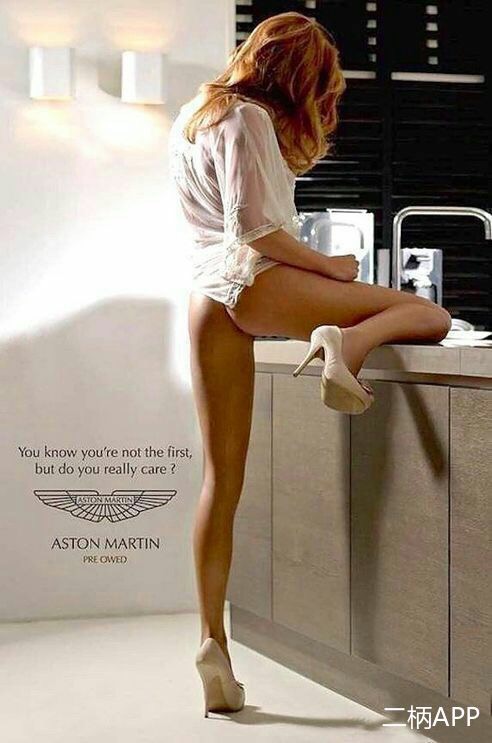 You know you're not the first,
but do you really care ?
ASTON MARTIN
ASTON MARTIN
PRE OWED
二柄APP